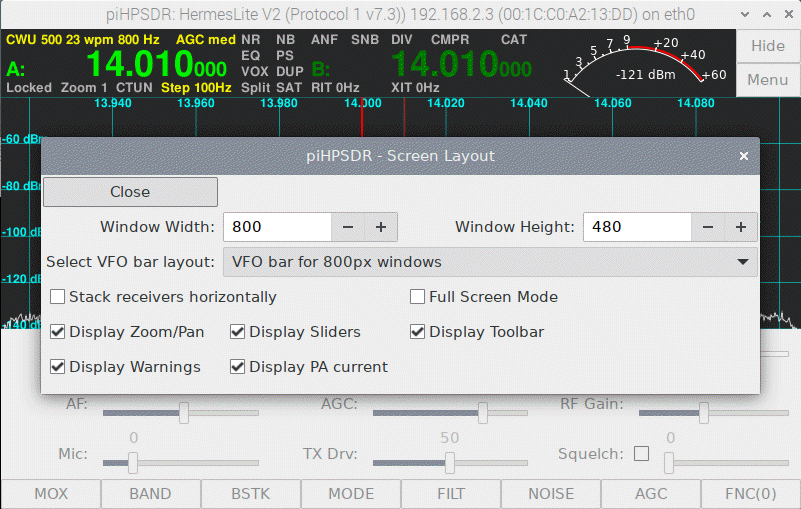 piHPSDR: HermesLite V2 (Protocol 1 v7.3)) 192.168.2.3 (00:1C:C0:A2:13:DD) on eth0
CWU 500 23 wpm 800 Hz AGC med NR NB ANF SNB DIV CMPR CAT
EQ PS
A: 14.010000 VOX DUP B: 14.010000
Locked Zoom 1 CTUN Step 100Hz Split SAT RIT 0Hz XIT 0Hz
1 3 5 7 9 +20 +40 +60
-121 dBm
Hide
Menu
13.940 13.960 13.980 14.000 14.020 14.040 14.060 14.080
-60 dBm
-80 dBm
-100 dBm
-120 dBm
-140 dBm
piHPSDR - Screen Layout
Close
Window Width: 800 Window Height: 480
Select VFO bar layout: VFO bar for 800px windows
Stack receivers horizontally Full Screen Mode
Display Zoom/Pan Display Sliders Display Toolbar
Display Warnings Display PA current
AF: AGC: RF Gain:
0 50 0
Mic: TX Drv: Squelch:
MOX BAND BSTK MODE FILT NOISE AGC FNC(0)